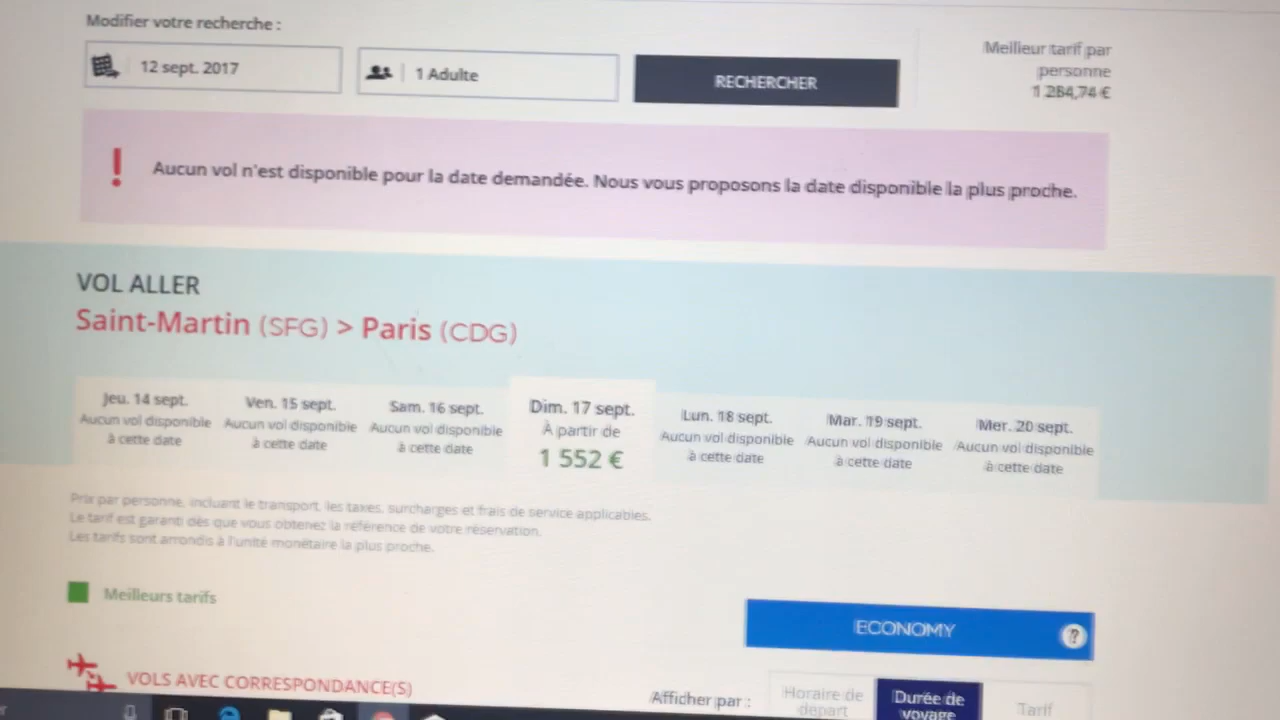 Modifier votre recherche :
12 sept. 2017
1 Adulte
RECHERCHER
Meilleur tarif par
personne
1 284,74 €
Aucun vol n'est disponible pour la date demandée. Nous vous proposons la date disponible la plus proche.
VOL ALLER
Saint-Martin (SFG) > Paris (CDG)
Jeu. 14 sept.
Aucun vol disponible
à cette date
Ven. 15 sept.
Aucun vol disponible
à cette date
Sam. 16 sept.
Aucun vol disponible
à cette date
Dim. 17 sept.
À partir de
1 552 €
Lun. 18 sept.
Aucun vol disponible
à cette date
Mar. 19 sept.
Aucun vol disponible
à cette date
Mer. 20 sept.
Aucun vol disponible
à cette date
Prix par personne, incluant le transport, les taxes, surcharges et frais de service applicables.
Le tarif est garanti dès que vous obtenez la référence de votre réservation.
Les tarifs sont arrondis à l'unité monétaire la plus proche.
Meilleurs tarifs
ECONOMY ?
VOLS AVEC CORRESPONDANCE(S)
Afficher par :
Horaire de
départ
Durée de
voyage
Tarif